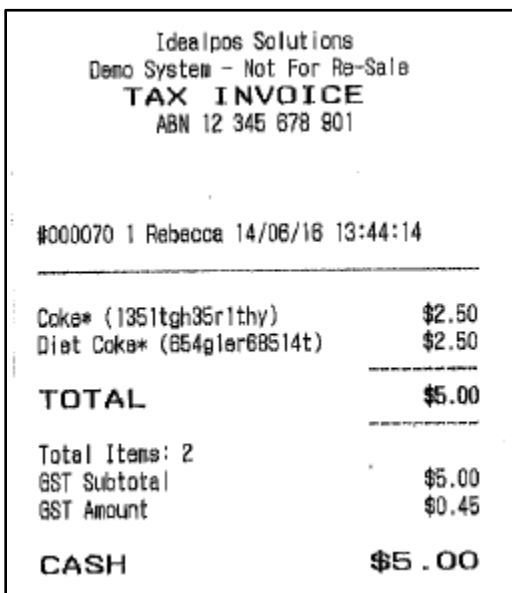 Idealpos Solutions
Demo System - Not For Re-Sale
TAX INVOICE
ABN 12 345 678 901
#000070 1 Rebecca 14/06/16 13:44:14
Coke* (1351tgh35r1thy) $2.50
Diet Coke* (654g1er68514t) $2.50
TOTAL $5.00
Total Items: 2
GST Subtotal $5.00
GST Amount $0.45
CASH $5.00